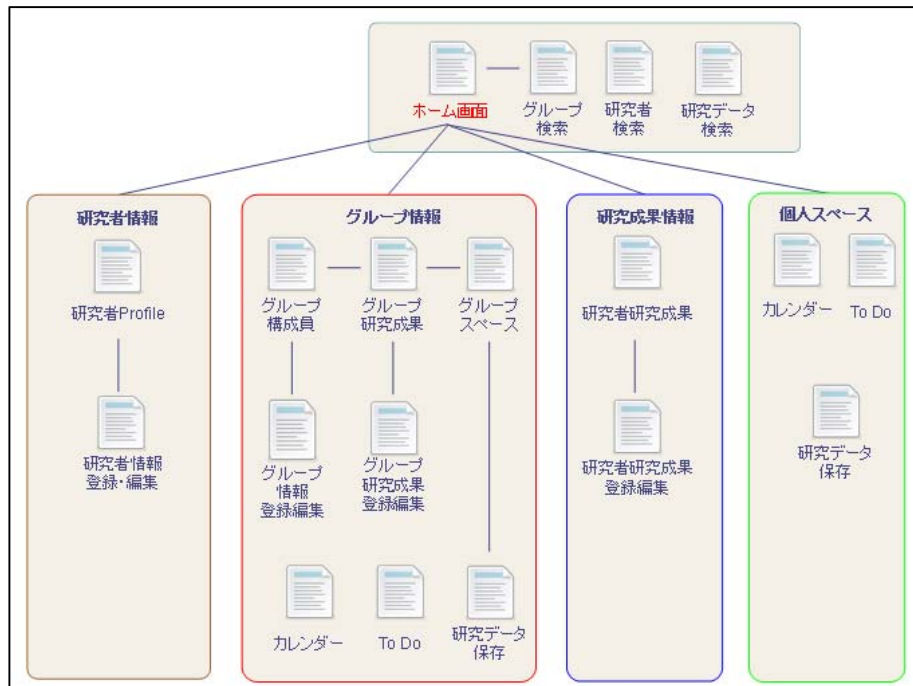 ホーム画面
グループ
検索
研究者
検索
研究データ
検索
研究者情報
研究者Profile
研究者情報
登録・編集
グループ情報
グループ
構成員
グループ
研究成果
グループ
スペース
グループ
情報
登録編集
グループ
研究成果
登録編集
カレンダー
To Do
研究データ
保存
研究成果情報
研究者研究成果
研究者研究成果
登録編集
個人スペース
カレンダー
To Do
研究データ
保存